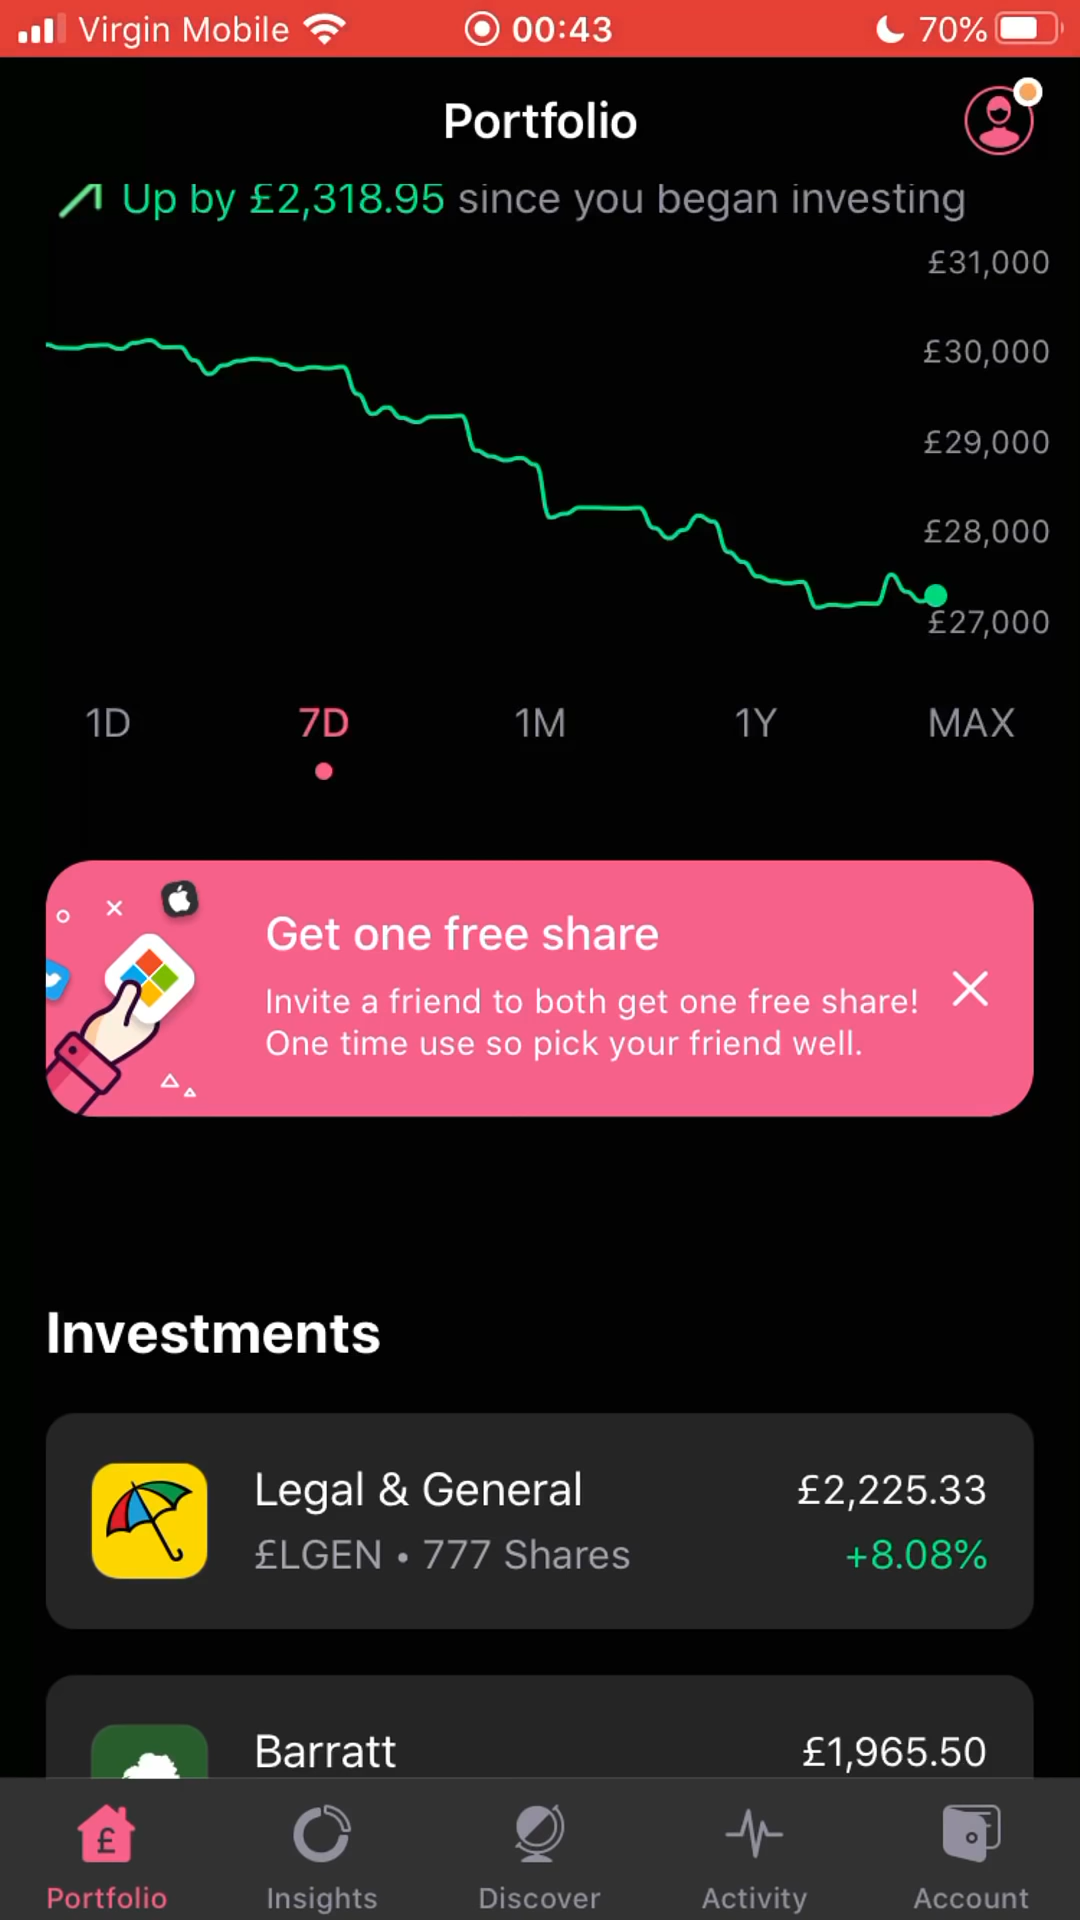 Virgin Mobile 00:43 70%
Portfolio
Up by £2,318.95 since you began investing
£31,000
£30,000
£29,000
£28,000
£27,000
1D 7D 1M 1Y MAX
Get one free share
Invite a friend to both get one free share!
One time use so pick your friend well.
Investments
Legal & General £2,225.33
£LGEN • 777 Shares +8.08%
Barratt £1,965.50
£
Portfolio Insights Discover Activity Account